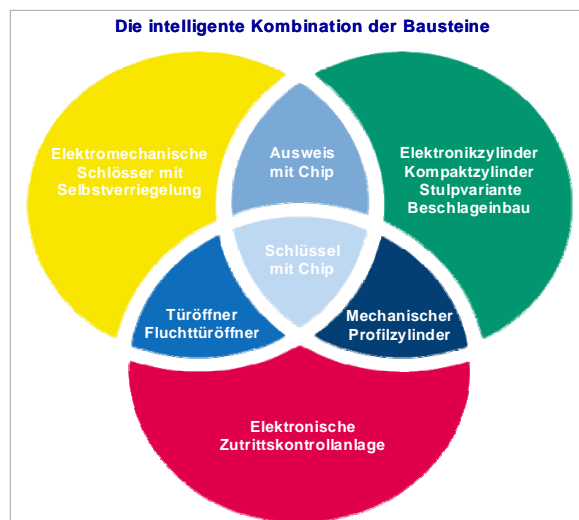 Die intelligente Kombination der Bausteine
Elektromechanische
Schlösser mit
Selbstverriegelung
Ausweis
mit Chip
Elektronikzylinder
Kompaktzylinder
Stulpvariante
Beschlageinbau
Schlüssel
mit Chip
Türöffner
Fluchttüröffner
Mechanischer
Profilzylinder
Elektronische
Zutrittskontrollanlage